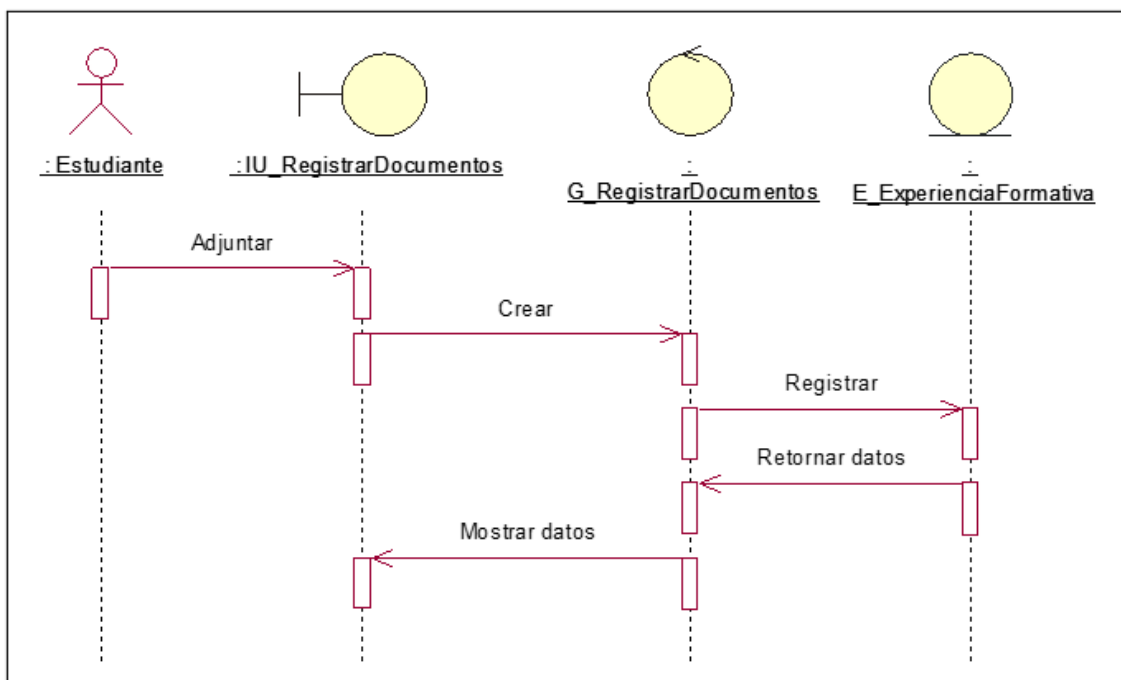 : Estudiante
: IU_RegistrarDocumentos
:
G_RegistrarDocumentos
:
E_ExperienciaFormativa
Adjuntar
Crear
Registrar
Retornar datos
Mostrar datos